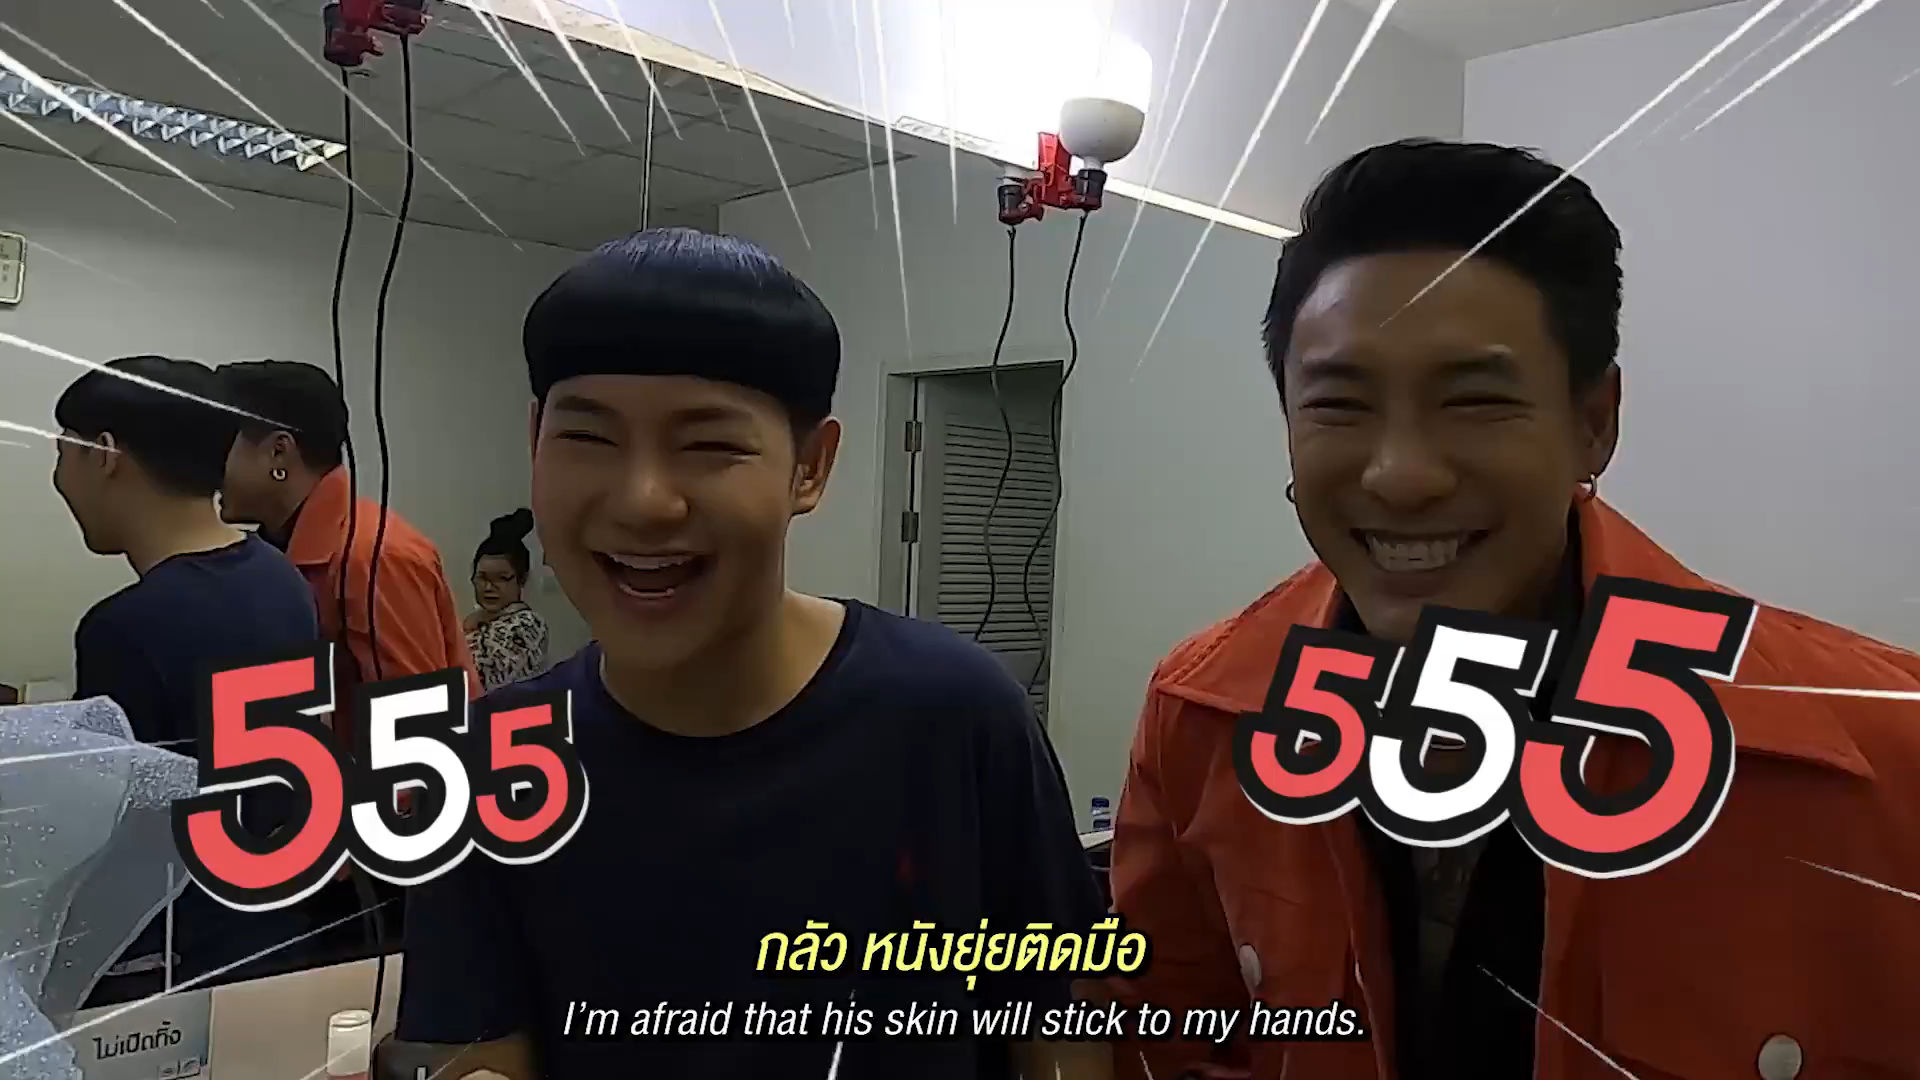 555
555
กลัว หนังยุ่ยติดมือ
I'm afraid that his skin will stick to my hands.
ไม่เปิดทิ้ง